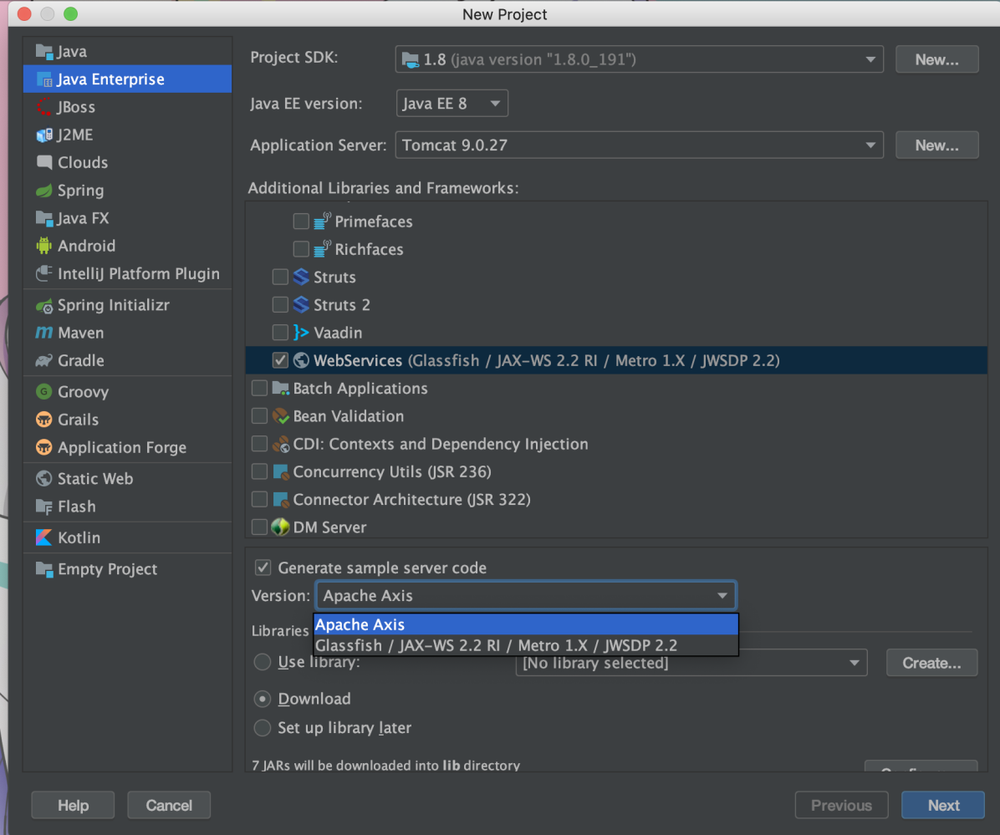 New Project
Java
Java Enterprise
JBoss
J2ME
Clouds
Spring
Java FX
Android
IntelliJ Platform Plugin
Spring Initializr
Maven
Gradle
Groovy
Grails
Application Forge
Static Web
Flash
Kotlin
Empty Project
Project SDK: 1.8 (java version "1.8.0_191") New...
Java EE version: Java EE 8
Application Server: Tomcat 9.0.27 New...
Additional Libraries and Frameworks:
Primefaces
Richfaces
Struts
Struts 2
Vaadin
WebServices (Glassfish / JAX-WS 2.2 RI / Metro 1.X / JWSDP 2.2)
Batch Applications
Bean Validation
CDI: Contexts and Dependency Injection
Concurrency Utils (JSR 236)
Connector Architecture (JSR 322)
DM Server
Generate sample server code
Version: Apache Axis
Apache Axis
Libraries
Glassfish / JAX-WS 2.2 RI / Metro 1.X / JWSDP 2.2
Use library: [No library selected] Create...
Download
Set up library later
7 JARs will be downloaded into lib directory
Help Cancel Previous Next